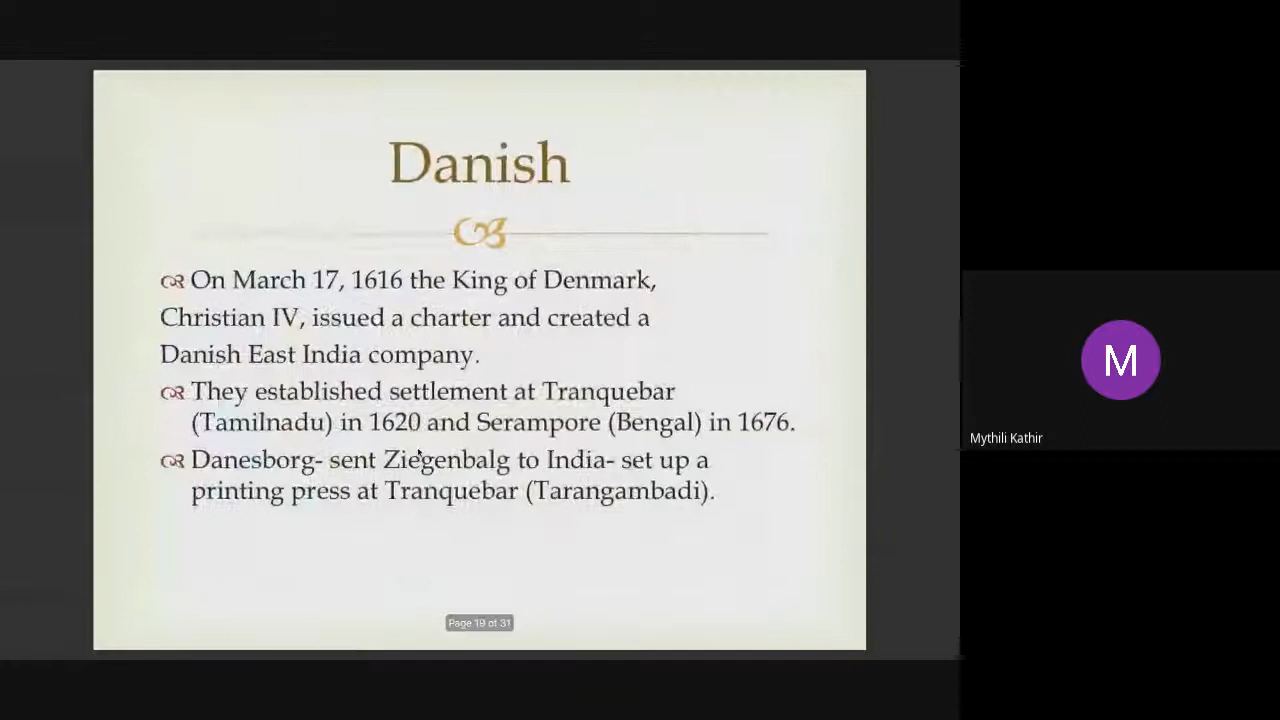 Danish
On March 17, 1616 the King of Denmark,
Christian IV, issued a charter and created a
Danish East India company.
They established settlement at Tranquebar
(Tamilnadu) in 1620 and Serampore (Bengal) in 1676.
Danesborg- sent Ziegenbalg to India- set up a
printing press at Tranquebar (Tarangambadi).
Page 19 of 31
M
Mythili Kathir